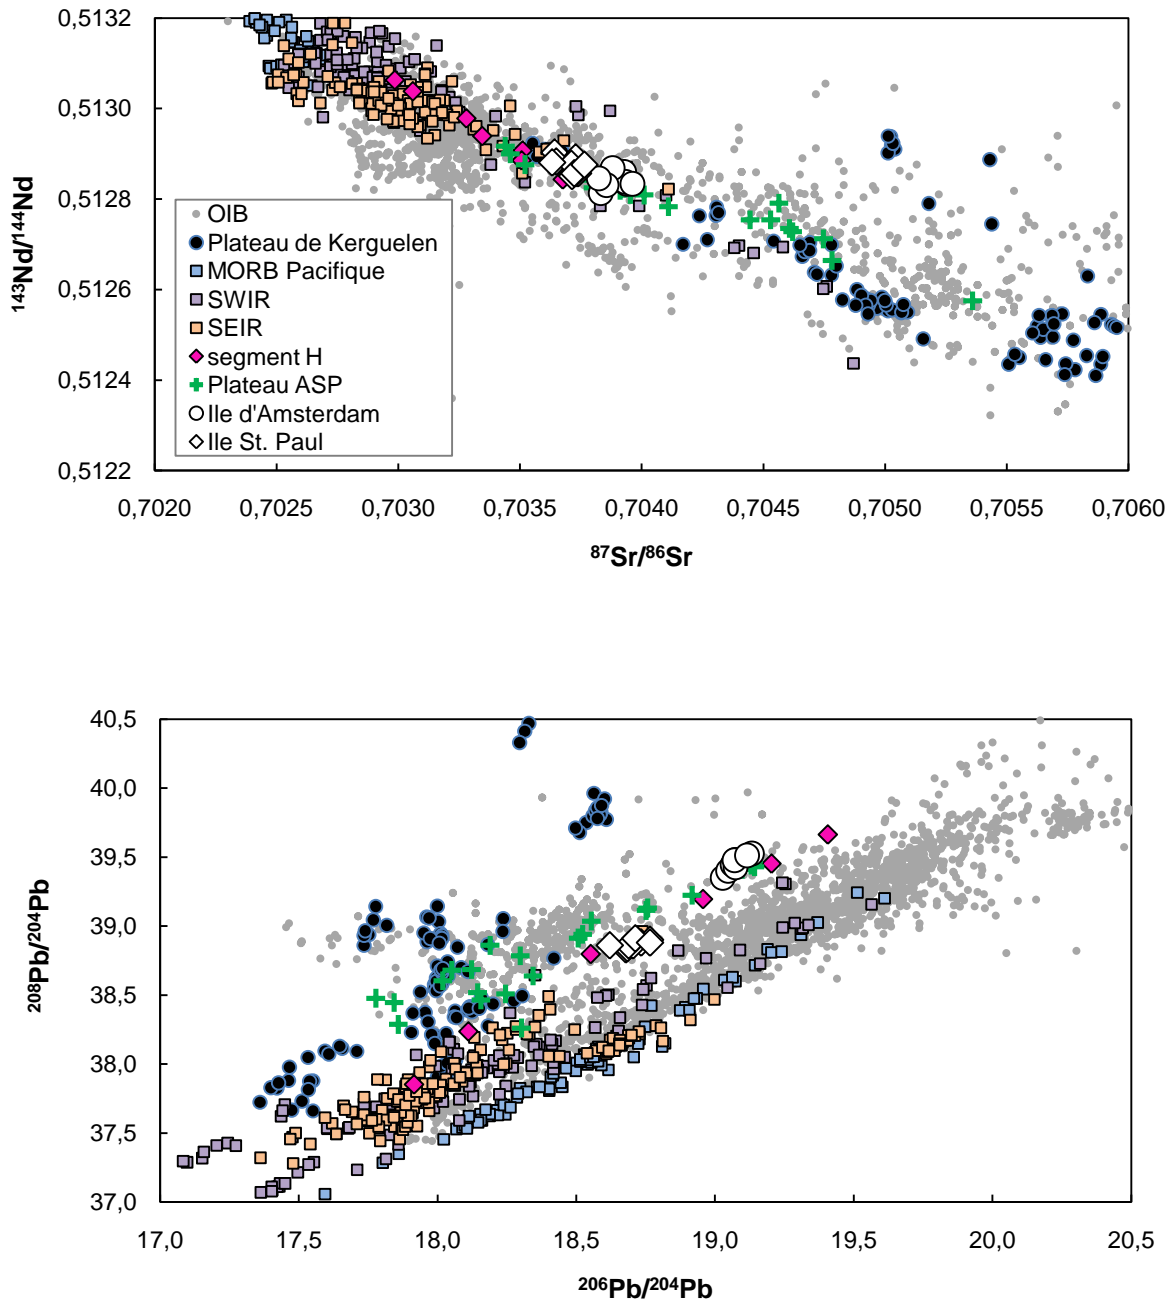 0,5132
0,5130
0,5128
0,5126
0,5124
0,5122
¹⁴³Nd/¹⁴⁴Nd
OIB
Plateau de Kerguelen
MORB Pacifique
SWIR
SEIR
segment H
Plateau ASP
Ile d'Amsterdam
Ile St. Paul
0,7020 0,7025 0,7030 0,7035 0,7040 0,7045 0,7050 0,7055 0,7060
⁸⁷Sr/⁸⁶Sr
40,5
40,0
39,5
39,0
38,5
38,0
37,5
37,0
²⁰⁸Pb/²⁰⁴Pb
17,0 17,5 18,0 18,5 19,0 19,5 20,0 20,5
²⁰⁶Pb/²⁰⁴Pb